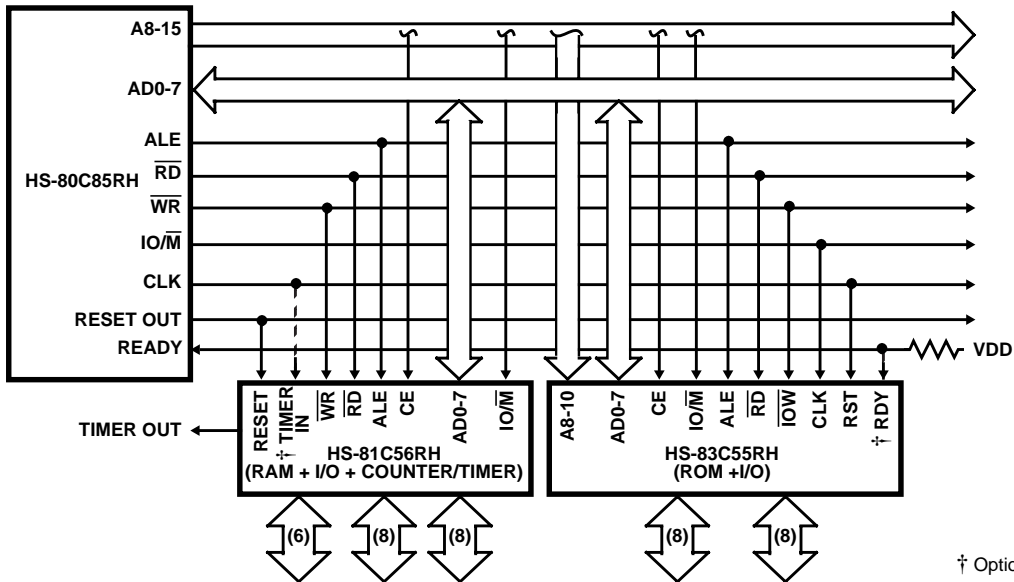 A8-15
AD0-7
ALE
RD
HS-80C85RH
WR
IO/M
CLK
RESET OUT
READY
VDD
TIMER OUT
RESET
† TIMER IN
WR
RD
ALE
CE
AD0-7
IO/M
HS-81C56RH
(RAM + I/O + COUNTER/TIMER)
A8-10
AD0-7
CE
IO/M
ALE
RD
IOW
CLK
RST
† RDY
HS-83C55RH
(ROM +I/O)
(6)
(8)
(8)
(8)
(8)